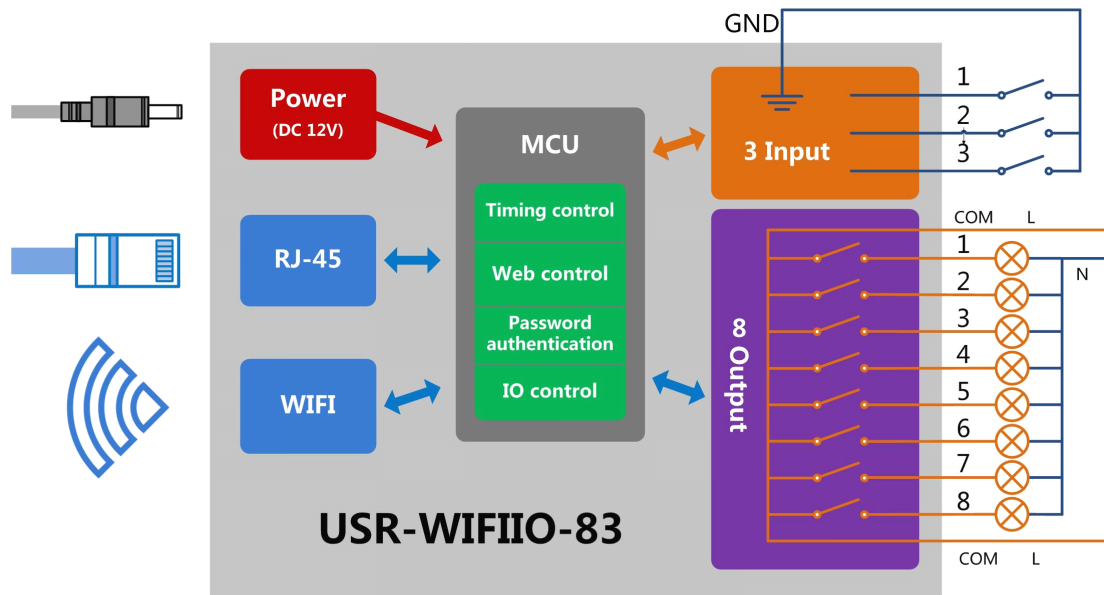 GND
Power
(DC 12V)
MCU
3 Input
1
2
3
Timing control
Web control
Password
authentication
IO control
RJ-45
WIFI
8 Output
COM L
N
1
2
3
4
5
6
7
8
COM L
USR-WIFIIO-83